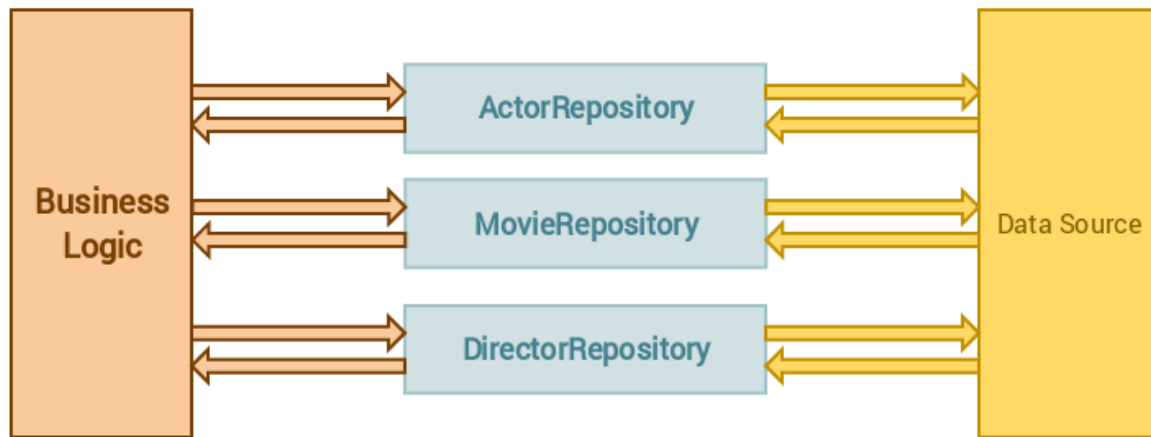 Business
Logic
ActorRepository
MovieRepository
DirectorRepository
Data Source